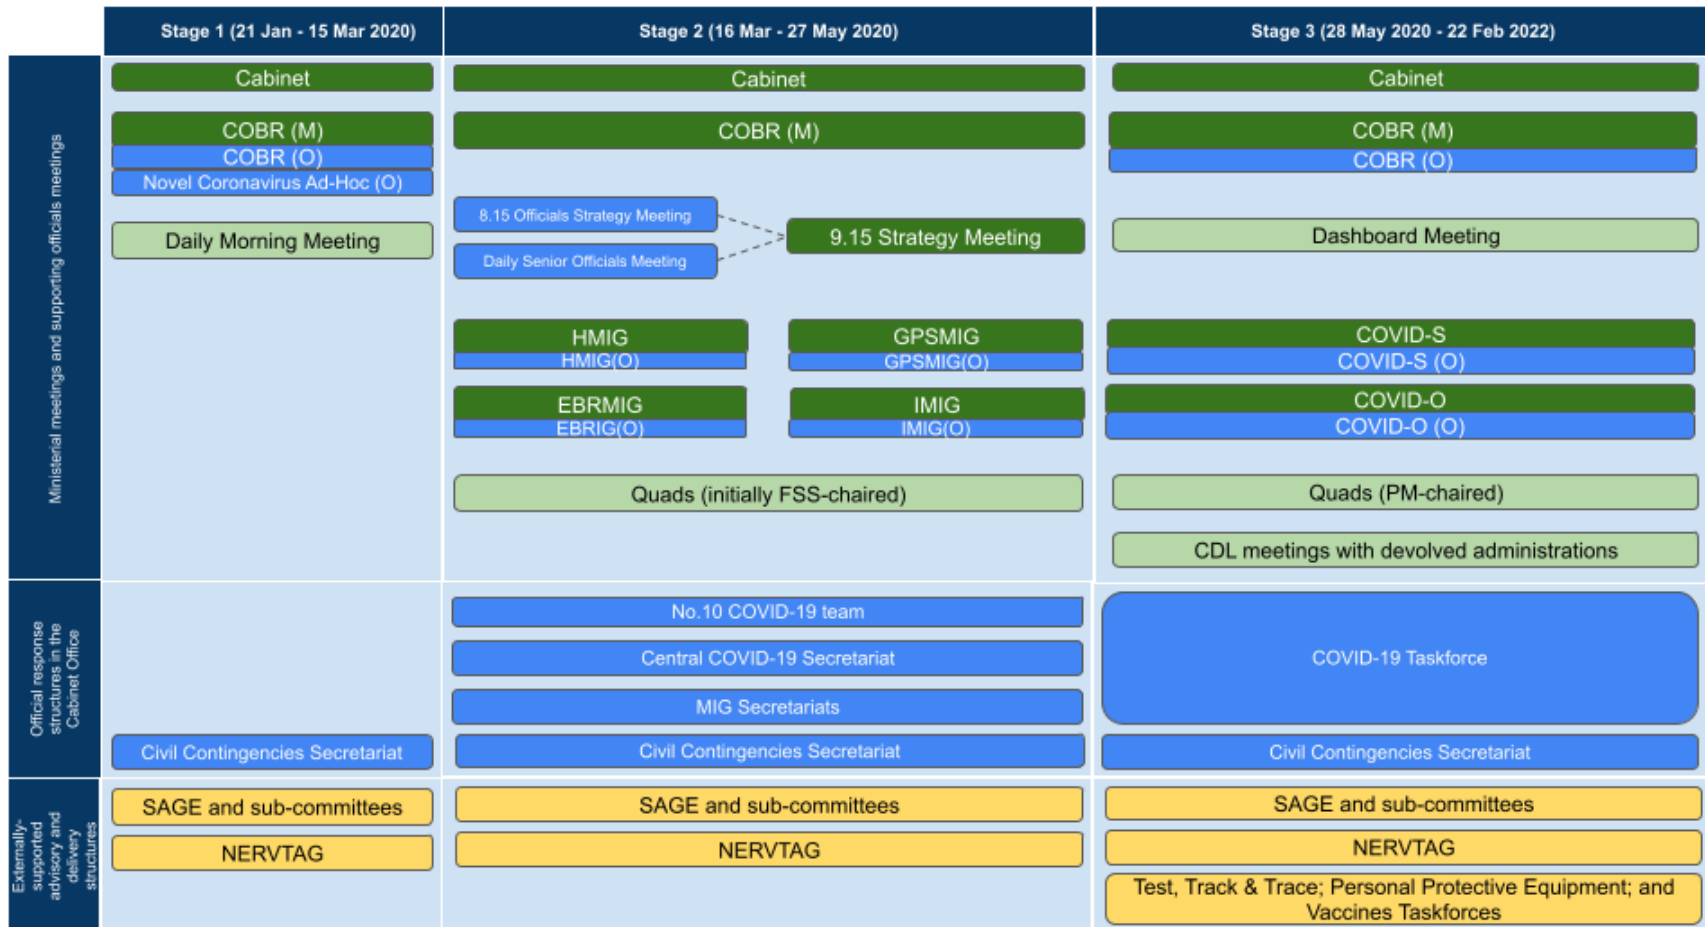 Stage 1 (21 Jan - 15 Mar 2020)
Stage 2 (16 Mar - 27 May 2020)
Stage 3 (28 May 2020 - 22 Feb 2022)
Ministerial meetings and supporting officials meetings
Cabinet
COBR (M)
COBR (O)
Novel Coronavirus Ad-Hoc (O)
Daily Morning Meeting
Cabinet
COBR (M)
8.15 Officials Strategy Meeting
Daily Senior Officials Meeting
9.15 Strategy Meeting
HMIG
HMIG(O)
GPSMIG
GPSMIG(O)
EBRMIG
EBRIG(O)
IMIG
IMIG(O)
Quads (initially FSS-chaired)
Cabinet
COBR (M)
COBR (O)
Dashboard Meeting
COVID-S
COVID-S (O)
COVID-O
COVID-O (O)
Quads (PM-chaired)
CDL meetings with devolved administrations
Official response
structures in the
Cabinet Office
Civil Contingencies Secretariat
No.10 COVID-19 team
Central COVID-19 Secretariat
MIG Secretariats
Civil Contingencies Secretariat
COVID-19 Taskforce
Civil Contingencies Secretariat
Externally-
supported
advisory and
delivery
structures
SAGE and sub-committees
NERVTAG
SAGE and sub-committees
NERVTAG
SAGE and sub-committees
NERVTAG
Test, Track & Trace; Personal Protective Equipment; and
Vaccines Taskforces